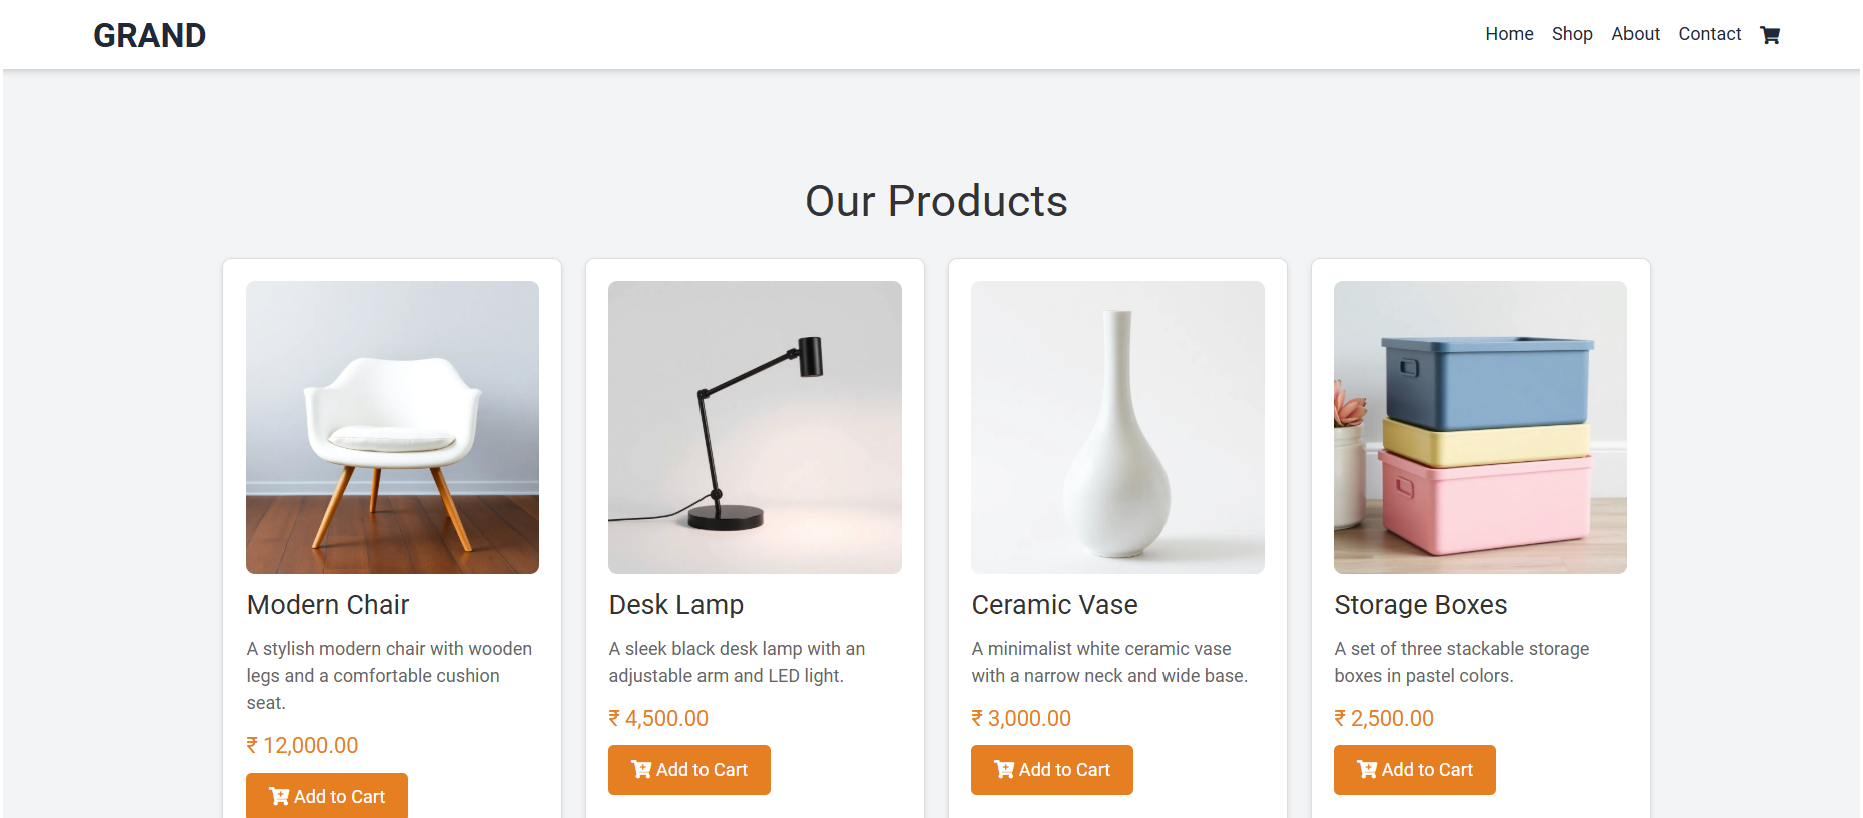 GRAND
Home Shop About Contact
Our Products
Modern Chair
A stylish modern chair with wooden
legs and a comfortable cushion
seat.
₹ 12,000.00
Add to Cart
Desk Lamp
A sleek black desk lamp with an
adjustable arm and LED light.
₹ 4,500.00
Add to Cart
Ceramic Vase
A minimalist white ceramic vase
with a narrow neck and wide base.
₹ 3,000.00
Add to Cart
Storage Boxes
A set of three stackable storage
boxes in pastel colors.
₹ 2,500.00
Add to Cart